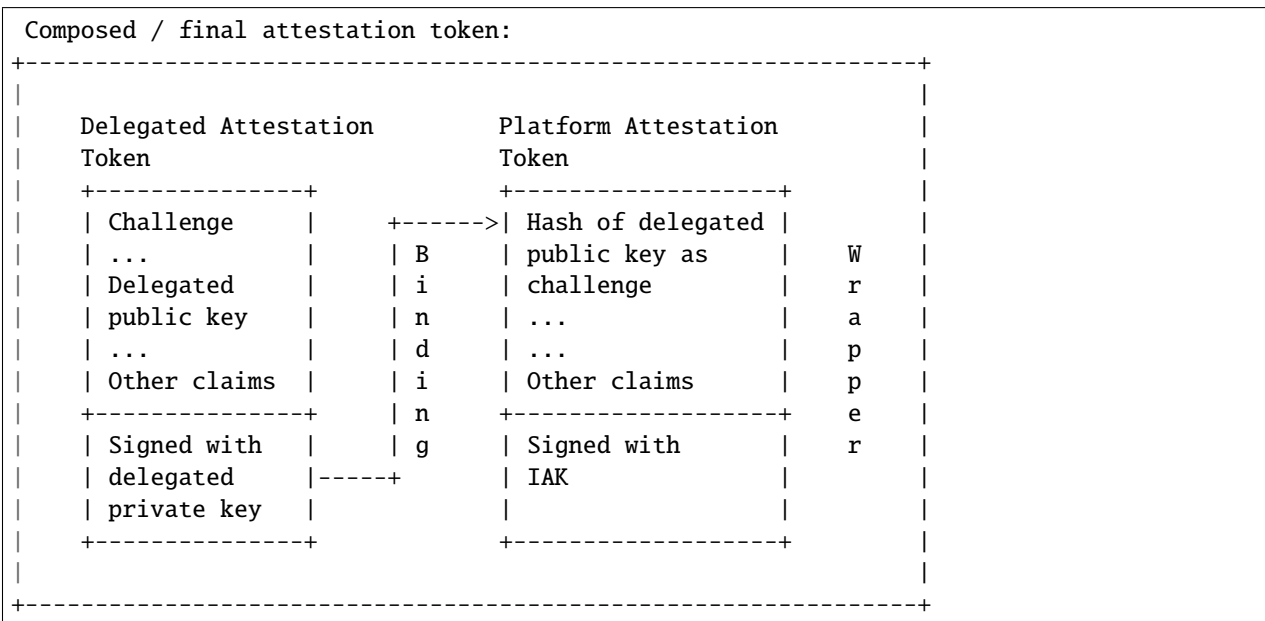 Composed / final attestation token:
+---------------------------------------------------------------+
|                                                                |
|    Delegated Attestation         Platform Attestation          |
|    Token                         Token                         |
|    +---------------+             +-------------------+         |
|    | Challenge     |     +------>| Hash of delegated |         |
|    | ...           |     | B     | public key as     |    W    |
|    | Delegated     |     | i     | challenge         |    r    |
|    | public key    |     | n     | ...               |    a    |
|    | ...           |     | d     | ...               |    p    |
|    | Other claims  |     | i     | Other claims      |    p    |
|    +---------------+     | n     +-------------------+    e    |
|    | Signed with   |     | g     | Signed with       |    r    |
|    | delegated     |-----+       | IAK               |         |
|    | private key   |             |                   |         |
|    +---------------+             +-------------------+         |
|                                                                |
+---------------------------------------------------------------+